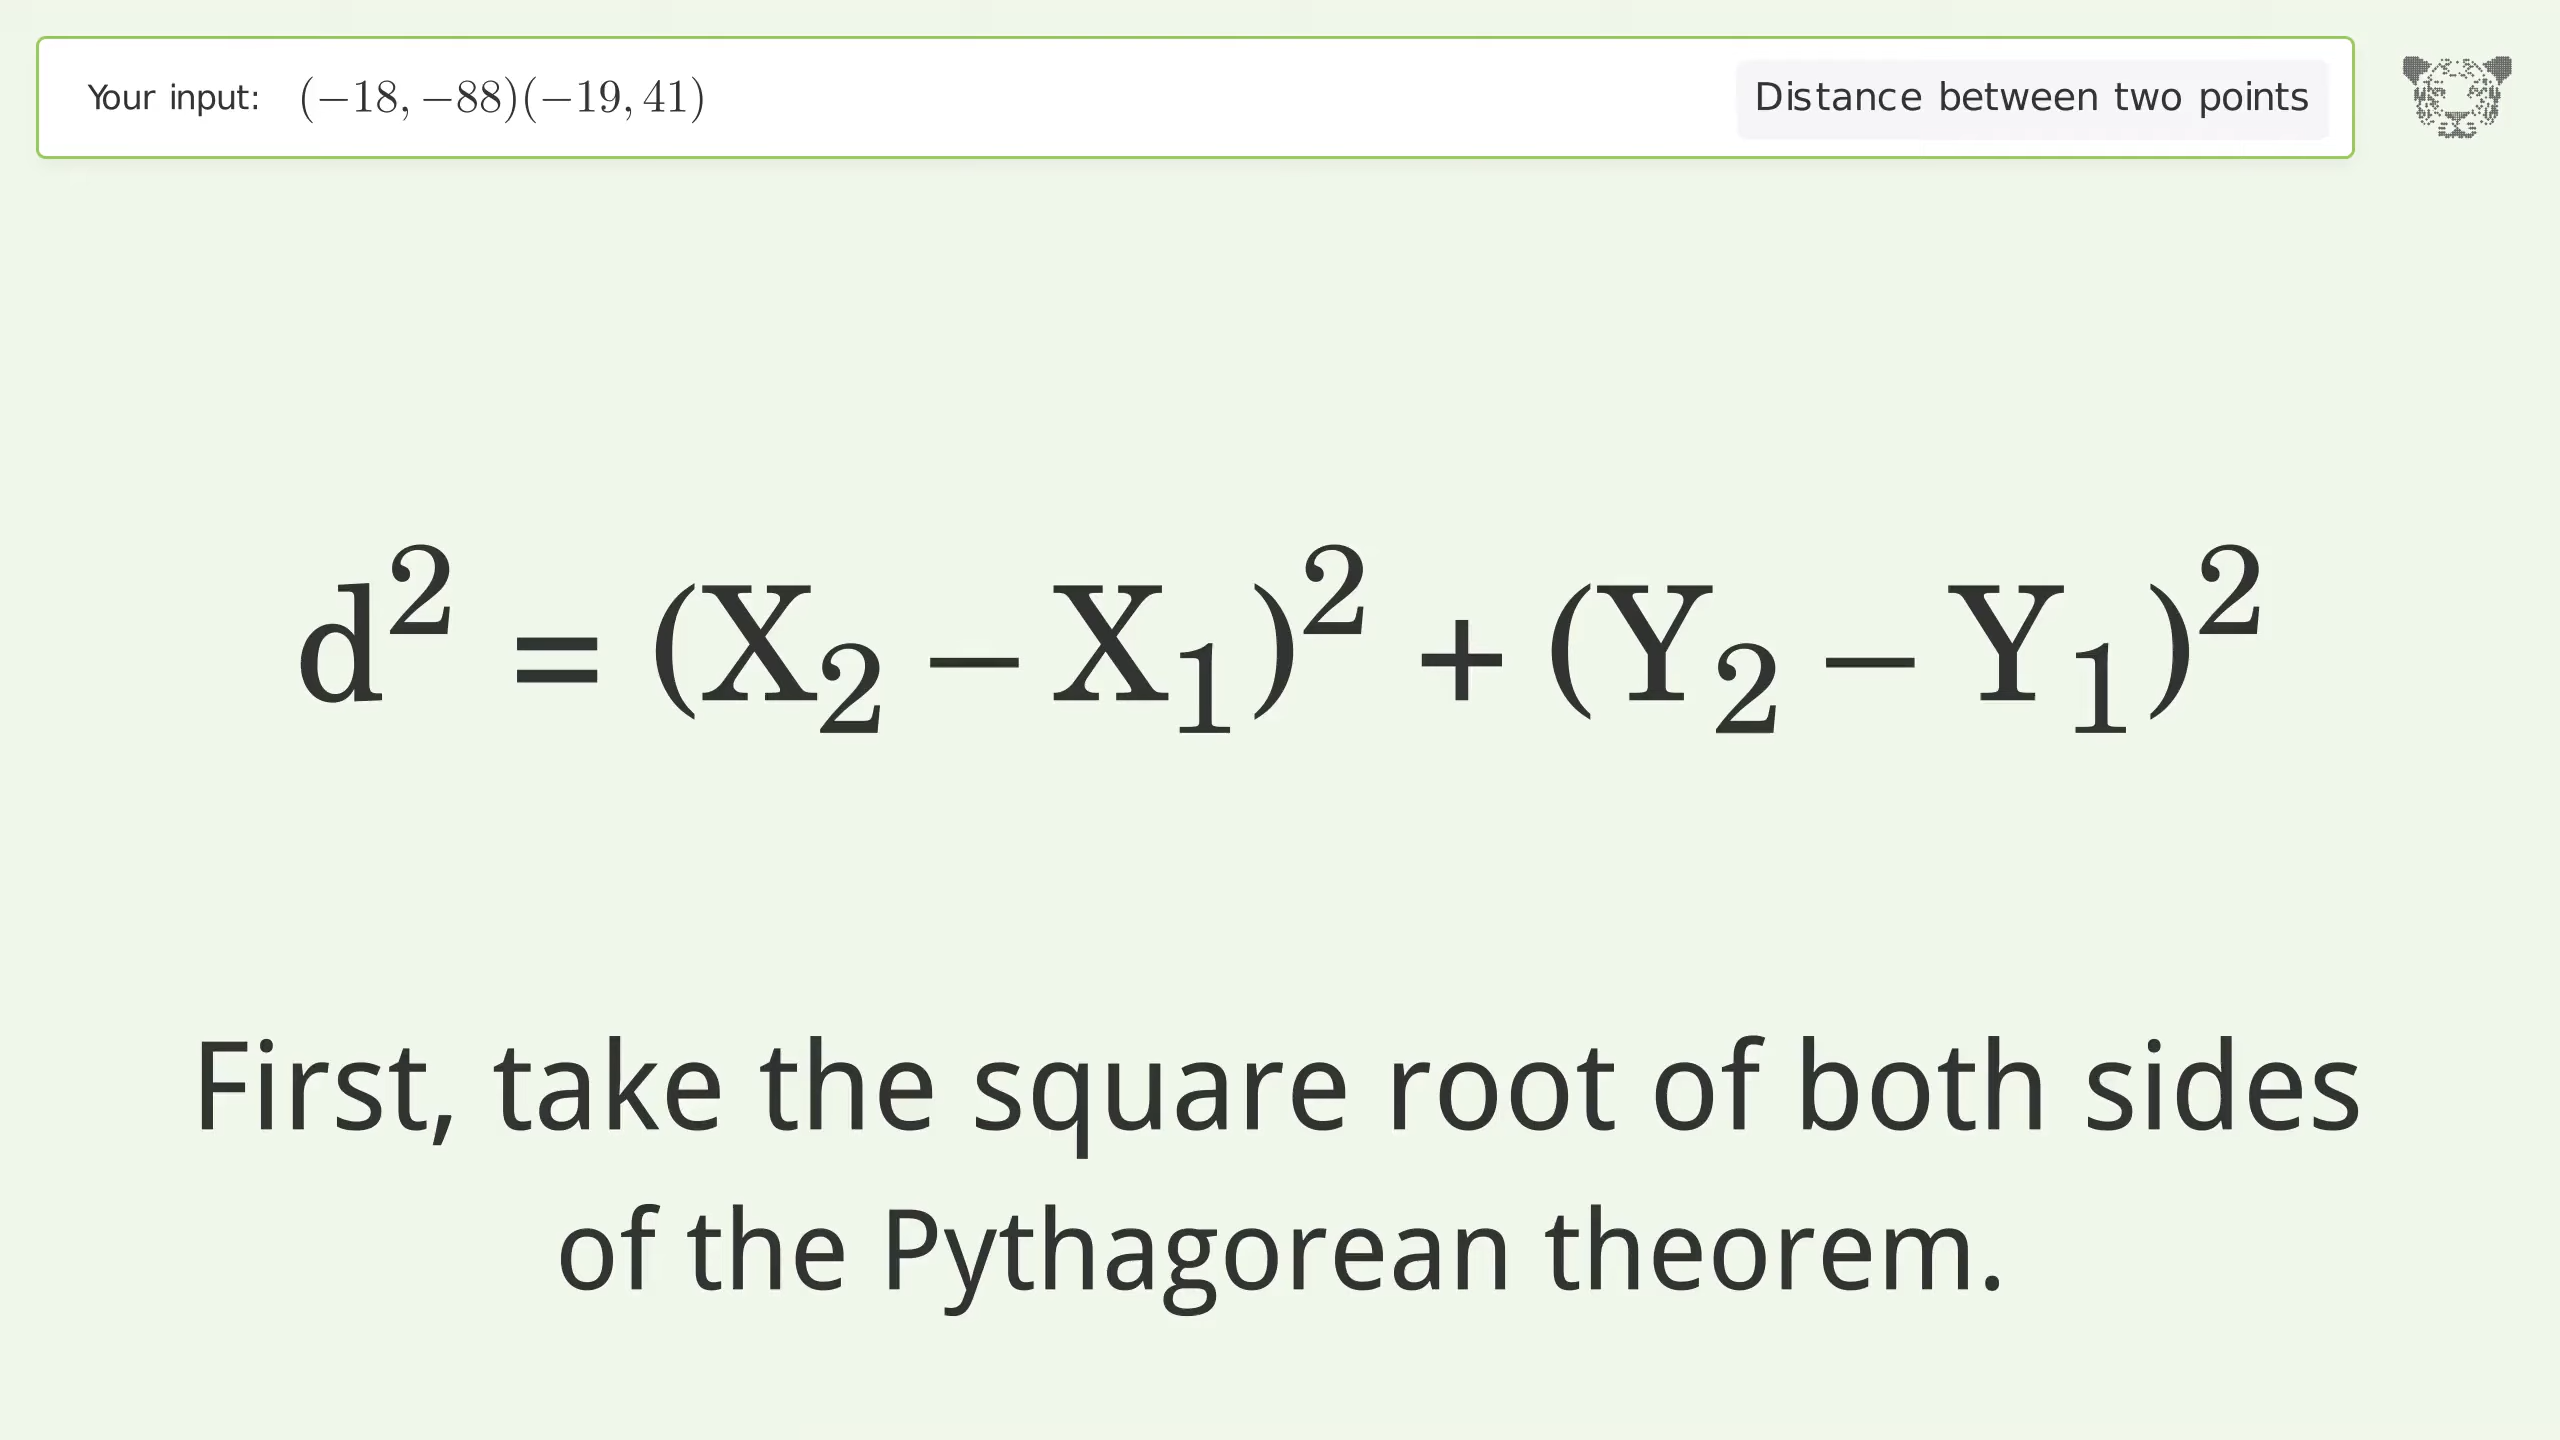 Your input: (−18, −88)(−19, 41)
Distance between two points
d² = (X₂ − X₁)² + (Y₂ − Y₁)²
First, take the square root of both sides
of the Pythagorean theorem.